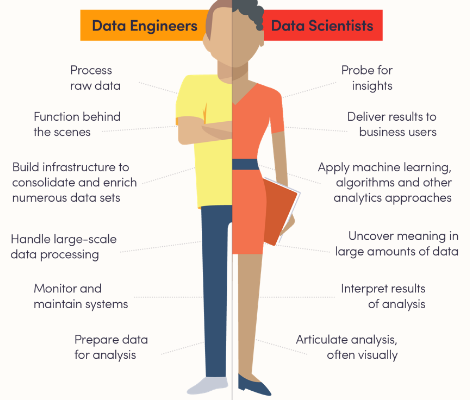 Data Engineers
Process
raw data
Function behind
the scenes
Build infrastructure to
consolidate and enrich
numerous data sets
Handle large-scale
data processing
Monitor and
maintain systems
Prepare data
for analysis
Data Scientists
Probe for
insights
Deliver results to
business users
Apply machine learning,
algorithms and other
analytics approaches
Uncover meaning in
large amounts of data
Interpret results
of analysis
Articulate analysis,
often visually